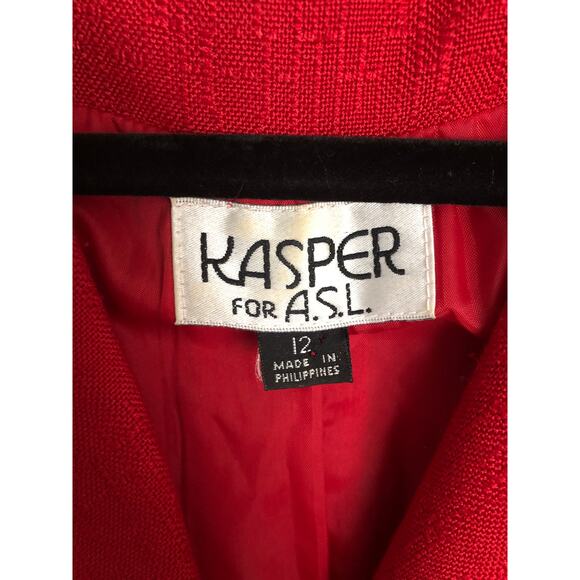 KASPER
FOR A.S.L.
12
MADE IN
PHILIPPINES